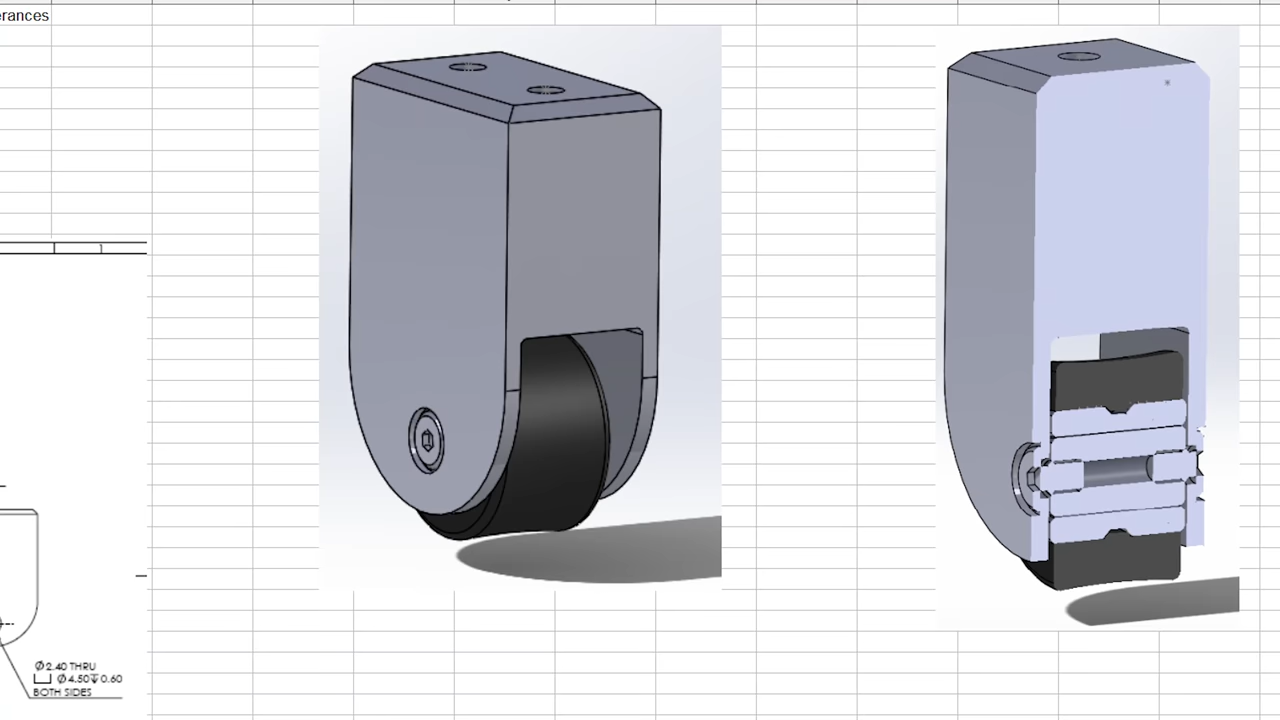 erances
Ø2.40 THRU
⌴ Ø4.50↧0.60
BOTH SIDES